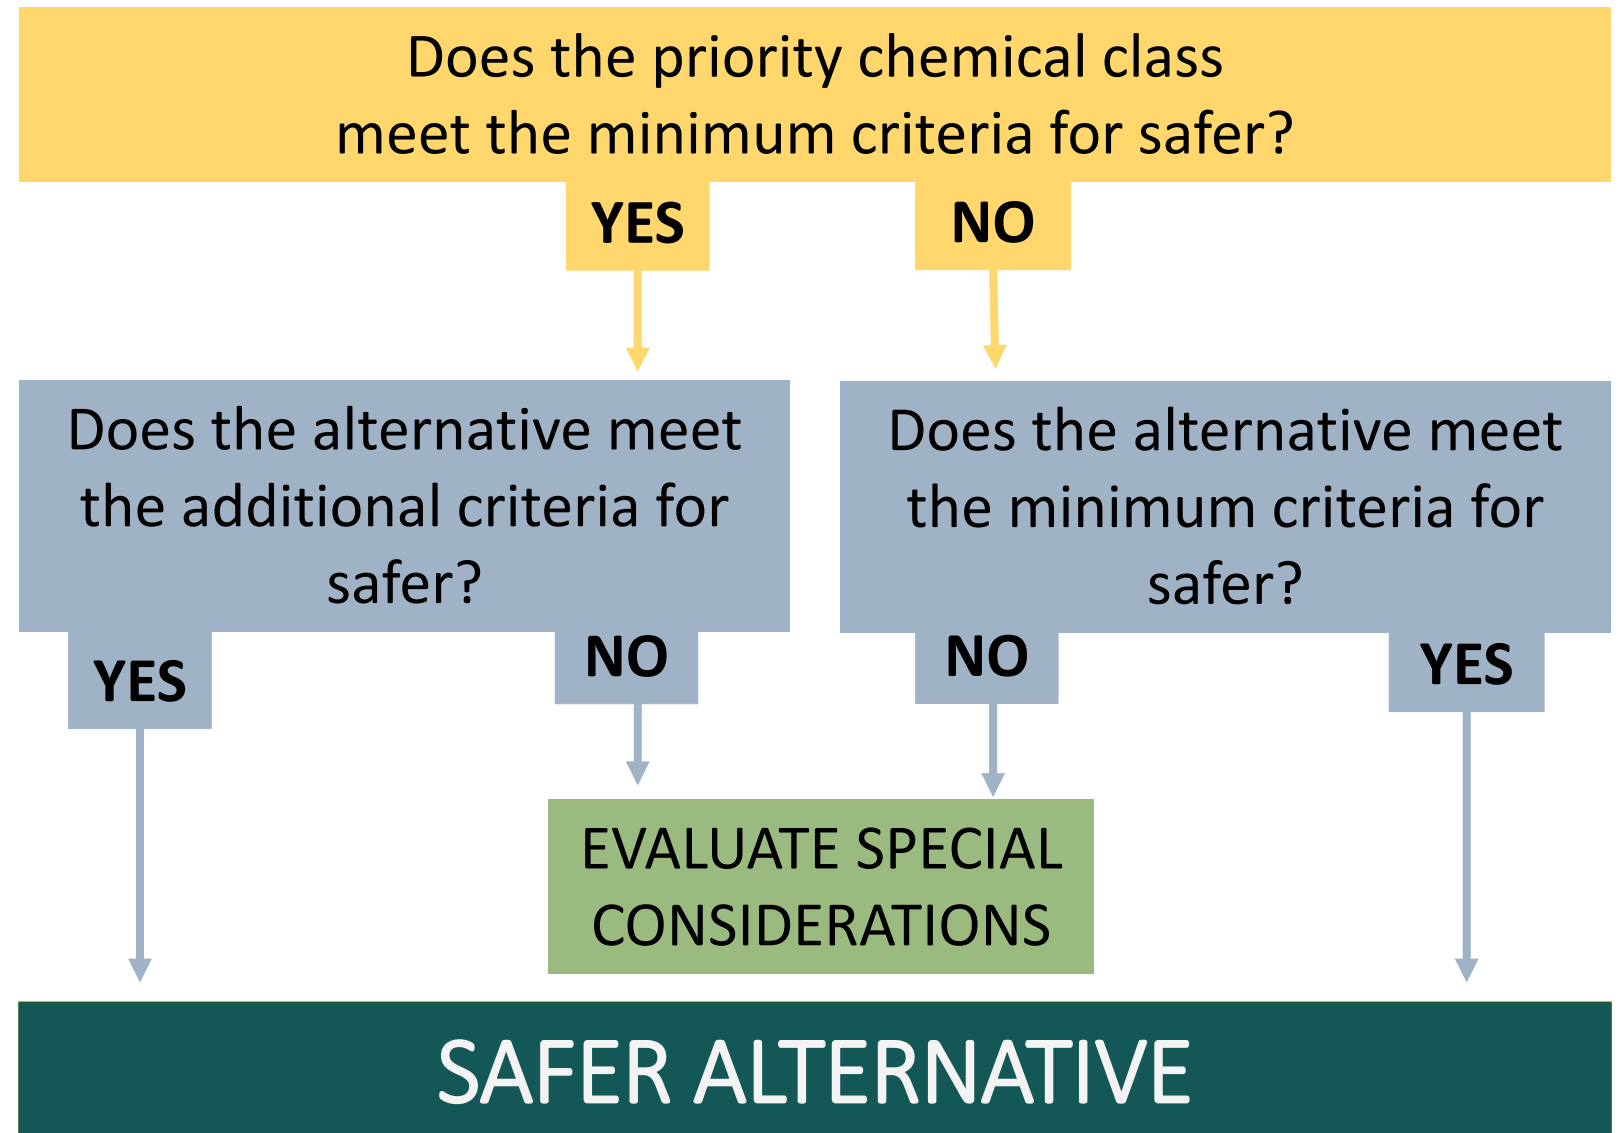 Does the priority chemical class
meet the minimum criteria for safer?
YES
NO
Does the alternative meet
the additional criteria for
safer?
YES
NO
Does the alternative meet
the minimum criteria for
safer?
NO
YES
EVALUATE SPECIAL
CONSIDERATIONS
SAFER ALTERNATIVE